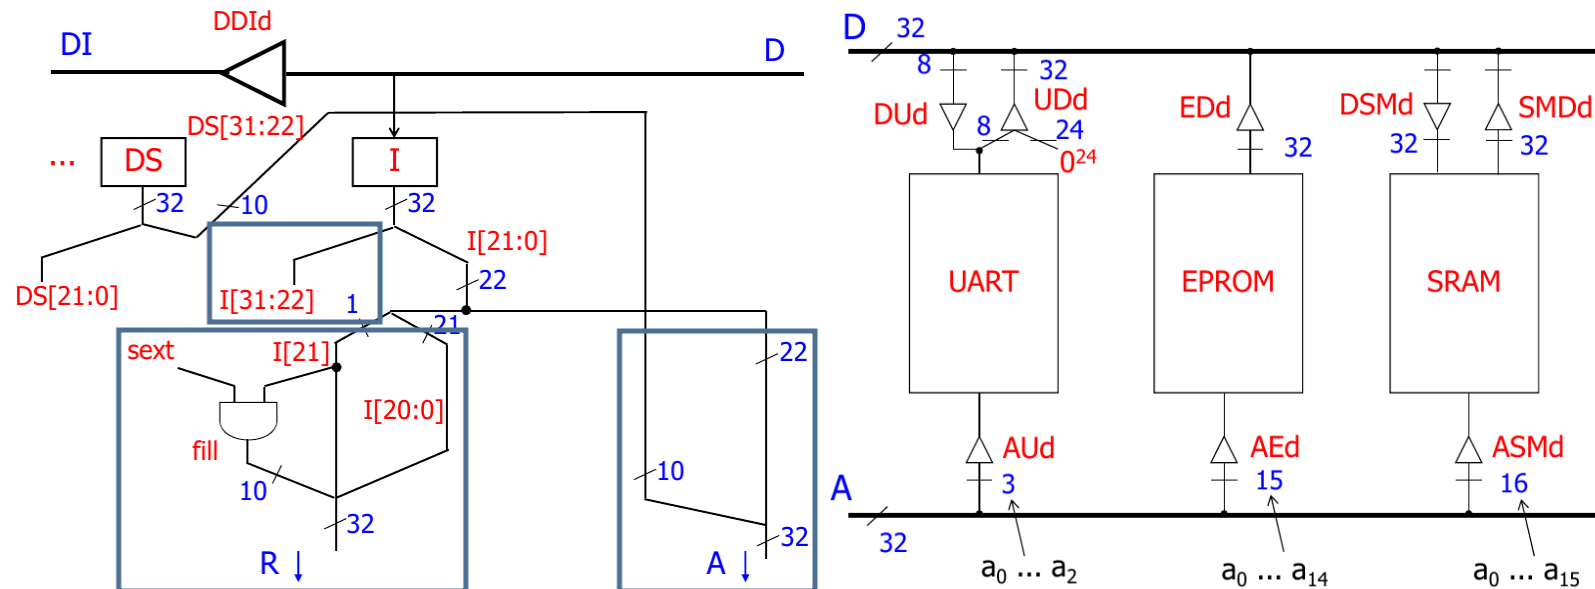 DDId
DI
D
DS[31:22]
...
DS
I
32
10
32
I[21:0]
22
DS[21:0]
I[31:22]
1
21
sext
I[21]
22
I[20:0]
fill
10
10
32
32
R
A
D
32
8
32
DUd
UDd
8
24
0²⁴
EDd
32
DSMd
SMDd
32
32
UART
EPROM
SRAM
AUd
AEd
ASMd
A
3
15
16
32
a₀ ... a₂
a₀ ... a₁₄
a₀ ... a₁₅